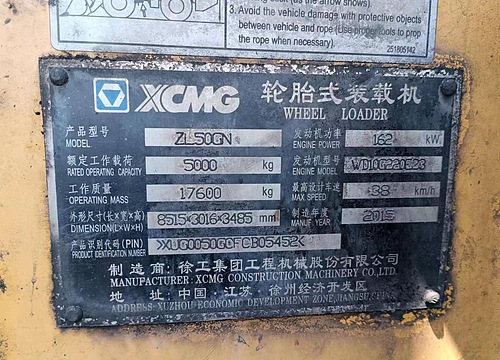 3. Avoid the vehicle damage with protective objects
between vehicle and rope (Use proper tools to prop
the rope when necessary).
251805142
XCMG 轮胎式装载机
WHEEL LOADER
产品型号 MODEL ZL50GN 发动机功率 ENGINE POWER 162 kW
额定工作载荷 RATED OPERATING CAPACITY 5000 kg 发动机型号 ENGINE MODEL
工作质量 OPERATING MASS 17600 kg 最高设计车速 MAX SPEED 38 km/h
外形尺寸(长×宽×高) DIMENSION(L×W×H) 8515×3016×3485 mm 制造年度 MANUF. YEAR 2015
产品识别代码(PIN) PRODUCT IDENTIFICATION NUMBER
制造商:徐工集团工程机械股份有限公司
MANUFACTURER:XCMG CONSTRUCTION MACHINERY CO.LTD.
地址:中国·江苏·徐州经济开发区
ADDRESS:XUZHOU ECONOMIC DEVELOPMENT ZONE,JIANGSU,CHINA